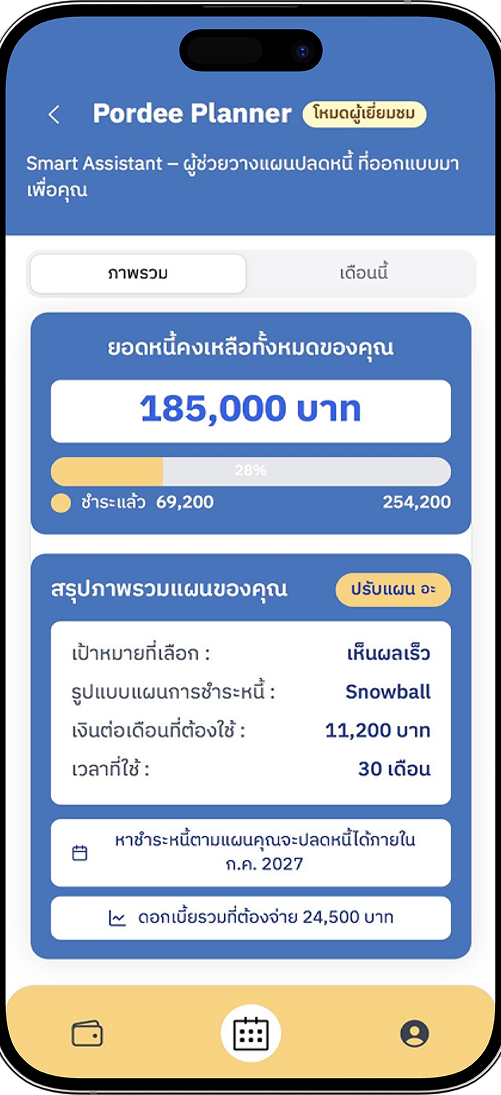 Pordee Planner
โหมดผู้เยี่ยมชม
Smart Assistant – ผู้ช่วยวางแผนปลดหนี้ ที่ออกแบบมา
เพื่อคุณ
ภาพรวม
เดือนนี้
ยอดหนี้คงเหลือทั้งหมดของคุณ
185,000 บาท
28%
ชำระแล้ว 69,200
254,200
สรุปภาพรวมแผนของคุณ
ปรับแผน อะ
เป้าหมายที่เลือก :
เห็นผลเร็ว
รูปแบบแผนการชำระหนี้ :
Snowball
เงินต่อเดือนที่ต้องใช้ :
11,200 บาท
เวลาที่ใช้ :
30 เดือน
หาชำระหนี้ตามแผนคุณจะปลดหนี้ได้ภายใน
ก.ค. 2027
ดอกเบี้ยรวมที่ต้องจ่าย 24,500 บาท